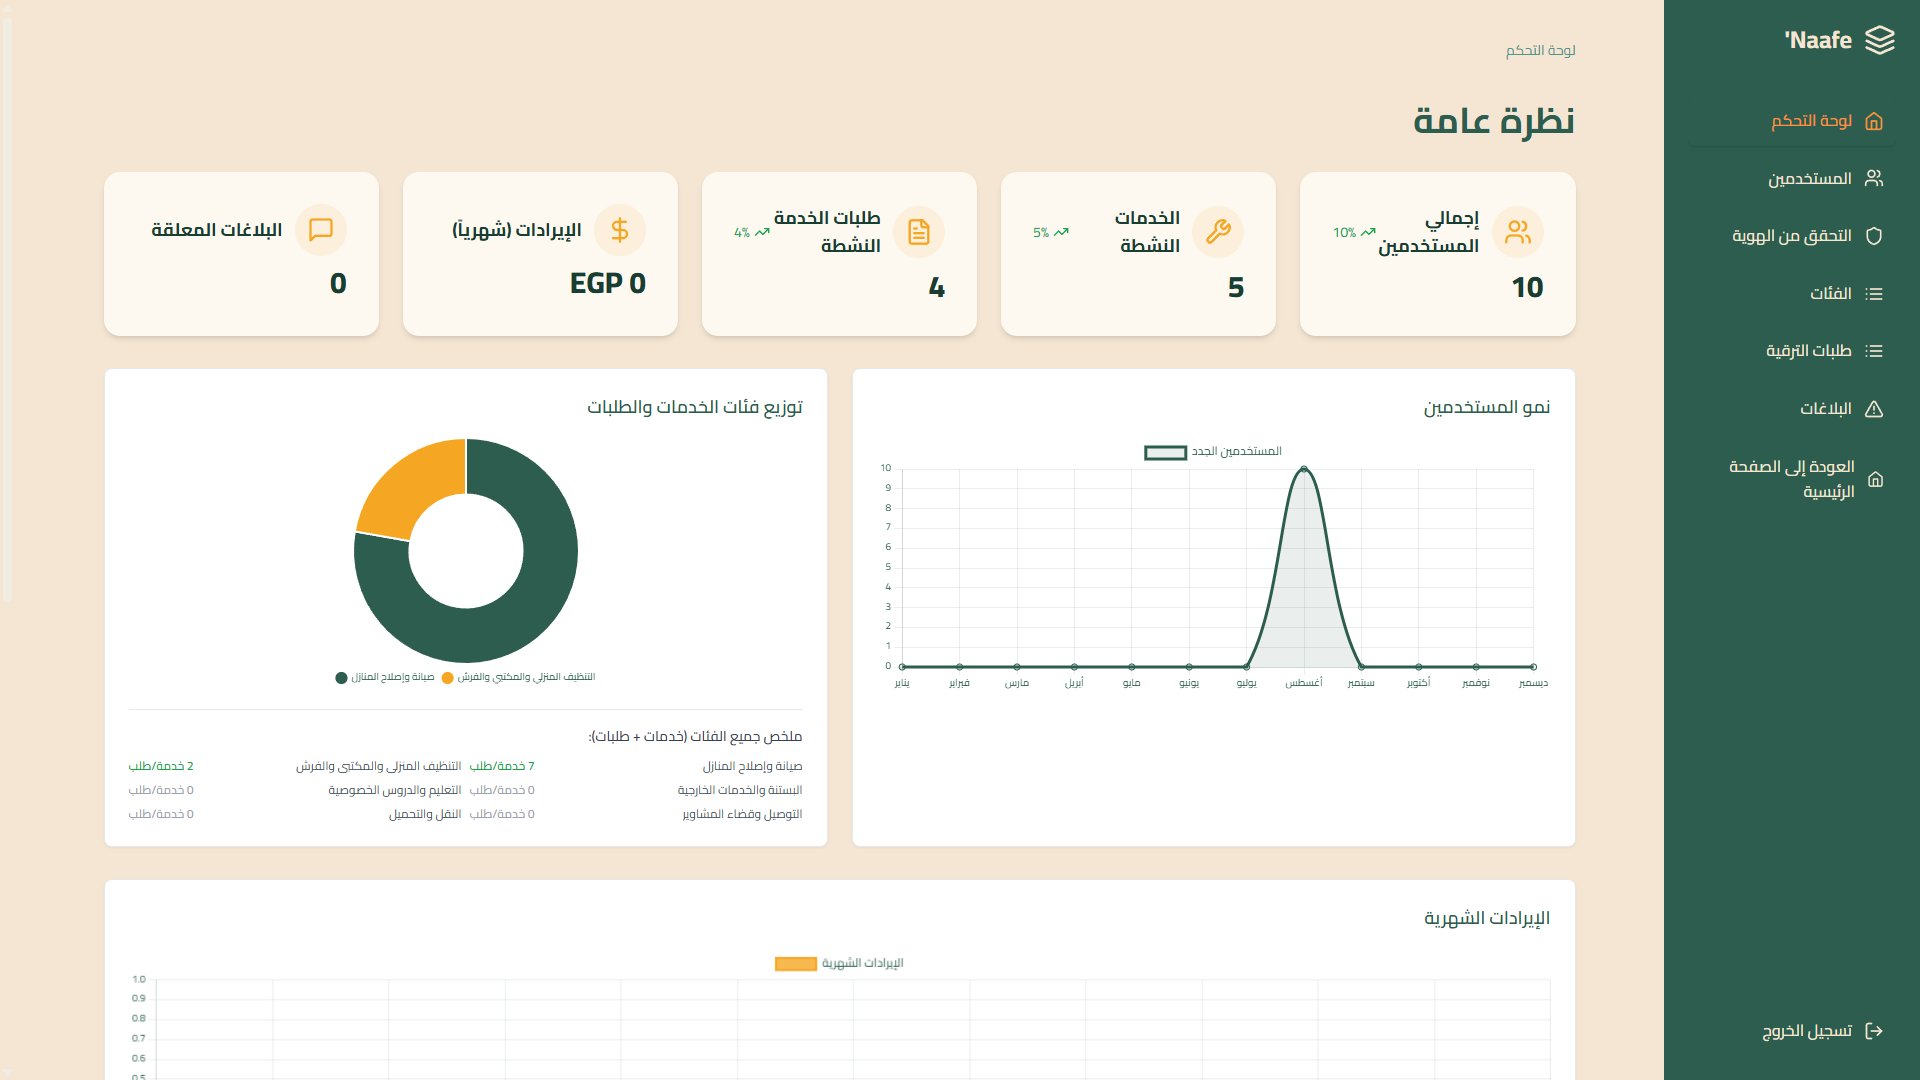 Naafe'
لوحة التحكم
المستخدمين
التحقق من الهوية
الفئات
طلبات الترقية
البلاغات
العودة إلى الصفحة
الرئيسية
تسجيل الخروج
لوحة التحكم
نظرة عامة
إجمالي
المستخدمين
10%
10
الخدمات
النشطة
5%
5
طلبات الخدمة
النشطة
4%
4
الإيرادات (شهرياً)
EGP 0
البلاغات المعلقة
0
نمو المستخدمين
المستخدمين الجدد
10
9
8
7
6
5
4
3
2
1
0
يناير
فبراير
مارس
أبريل
مايو
يونيو
يوليو
أغسطس
سبتمبر
أكتوبر
نوفمبر
ديسمبر
توزيع فئات الخدمات والطلبات
التنظيف المنزلي والمكتبي والفرش
صيانة وإصلاح المنازل
ملخص جميع الفئات (خدمات + طلبات):
صيانة وإصلاح المنازل 7 خدمة/طلب
التنظيف المنزلي والمكتبي والفرش 2 خدمة/طلب
البستنة والخدمات الخارجية 0 خدمة/طلب
التعليم والدروس الخصوصية 0 خدمة/طلب
التوصيل وقضاء المشاوير 0 خدمة/طلب
النقل والتحميل 0 خدمة/طلب
الإيرادات الشهرية
الإيرادات الشهرية
1.0
0.9
0.8
0.7
0.6
0.5